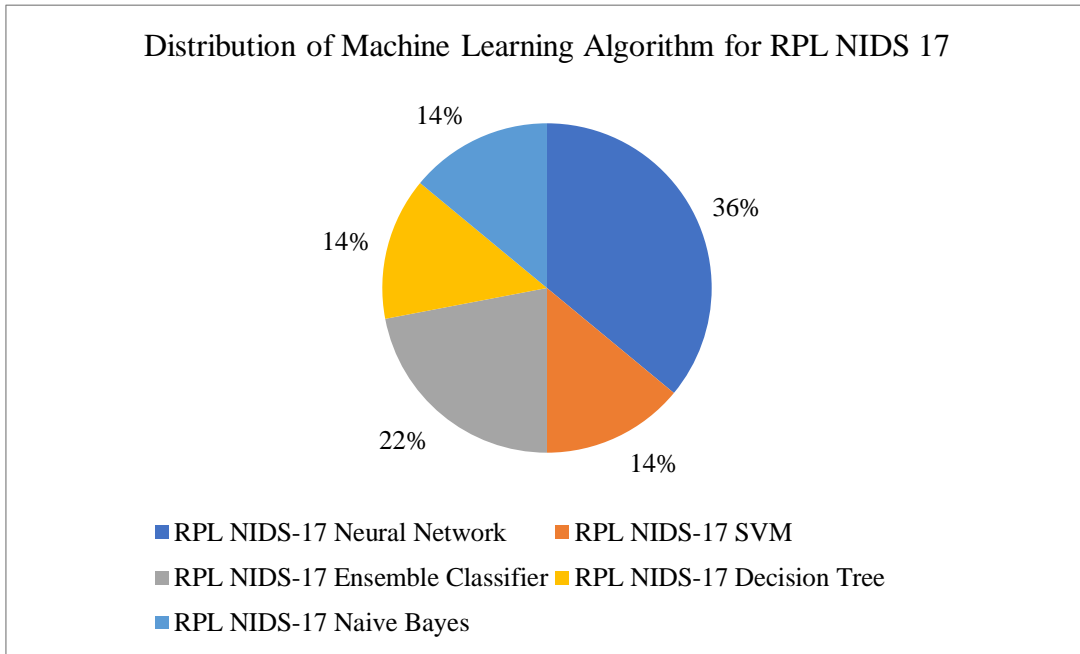 Distribution of Machine Learning Algorithm for RPL NIDS 17
14%
36%
14%
22%
14%
RPL NIDS-17 Neural Network
RPL NIDS-17 SVM
RPL NIDS-17 Ensemble Classifier
RPL NIDS-17 Decision Tree
RPL NIDS-17 Naive Bayes